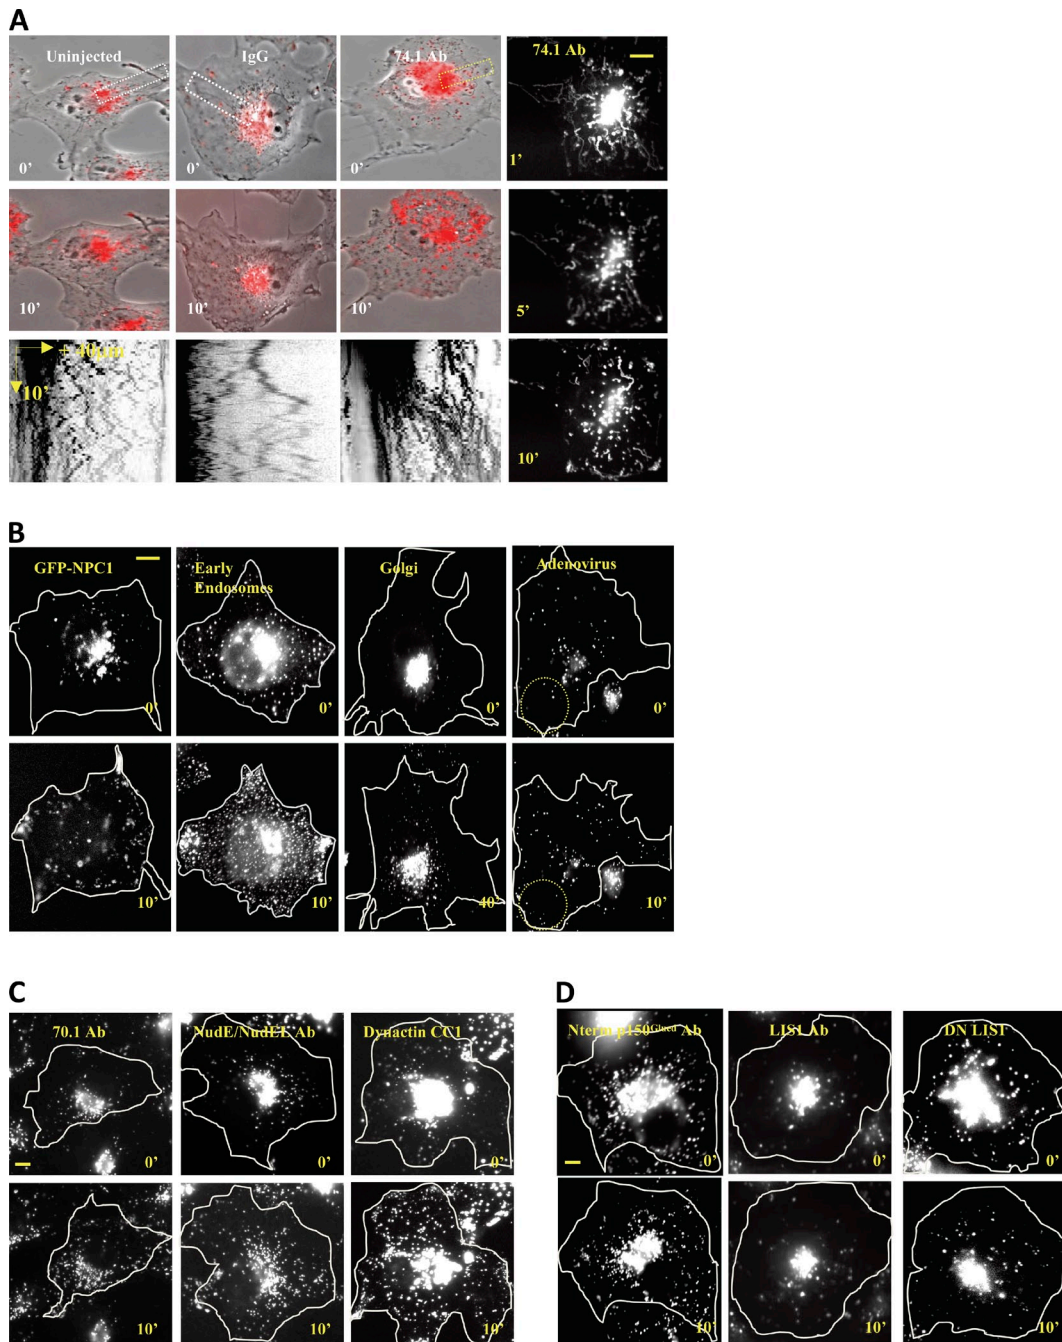 A
Uninjected IgG 74.1 Ab 74.1 Ab
0’ 0’ 0’ 1’
10’ 10’ 10’ 5’
+ 40µm
10’
10’
B
GFP-NPC1 Early Endosomes Golgi Adenovirus
0’ 0’ 0’ 0’
10’ 10’ 40’ 10’
C D
70.1 Ab NudE/NudEL Ab Dynactin CC1 Nterm p150Glued Ab LIS1 Ab DN LIS1
0’ 0’ 0’ 0’ 0’ 0’
10’ 10’ 10’ 10’ 10’ 10’